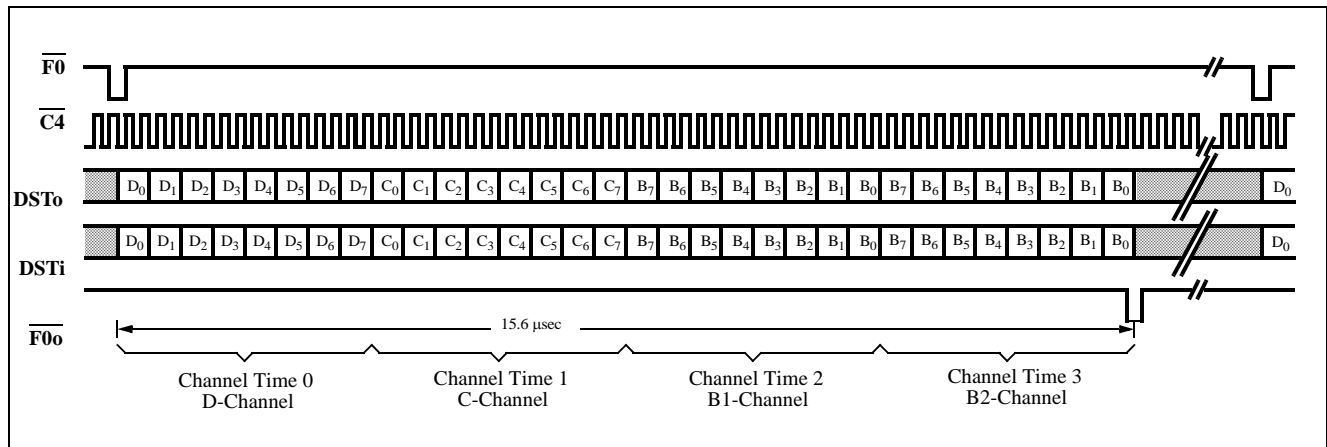 F0
C4
DSTo D0 D1 D2 D3 D4 D5 D6 D7 C0 C1 C2 C3 C4 C5 C6 C7 B7 B6 B5 B4 B3 B2 B1 B0 B7 B6 B5 B4 B3 B2 B1 B0 D0
DSTi D0 D1 D2 D3 D4 D5 D6 D7 C0 C1 C2 C3 C4 C5 C6 C7 B7 B6 B5 B4 B3 B2 B1 B0 B7 B6 B5 B4 B3 B2 B1 B0 D0
F0o
15.6 μsec
Channel Time 0
D-Channel
Channel Time 1
C-Channel
Channel Time 2
B1-Channel
Channel Time 3
B2-Channel